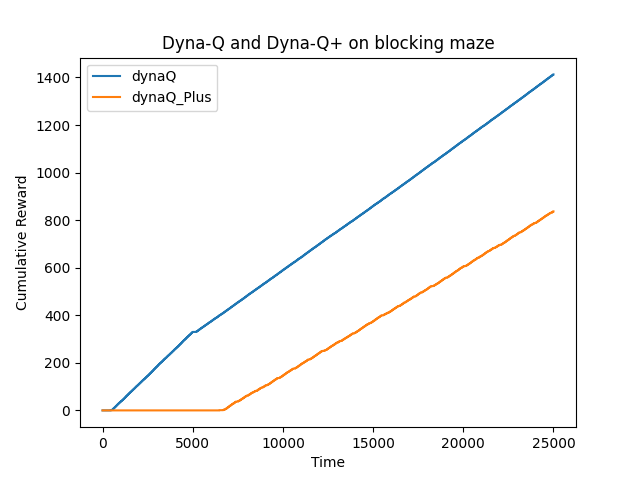 Dyna-Q and Dyna-Q+ on blocking maze
dynaQ
dynaQ_Plus
Cumulative Reward
1400
1200
1000
800
600
400
200
0
0 5000 10000 15000 20000 25000
Time